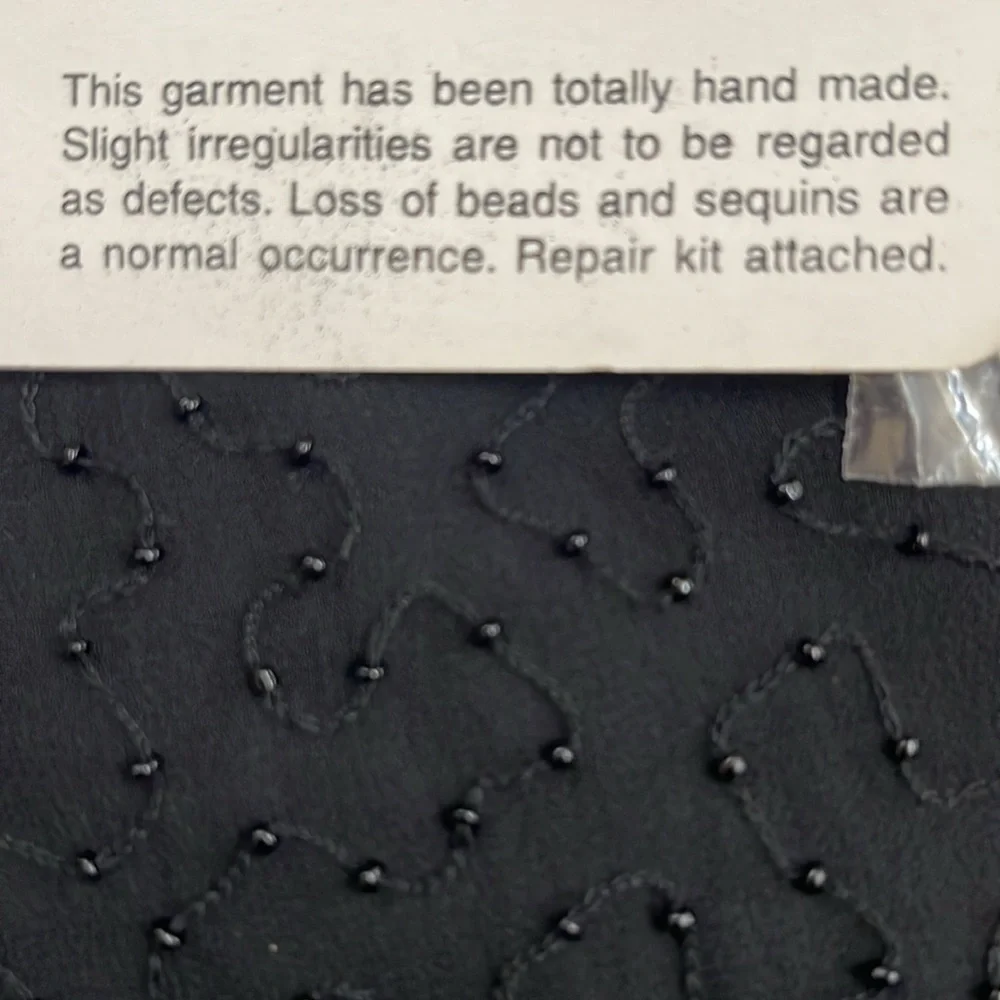 This garment has been totally hand made.
Slight irregularities are not to be regarded
as defects. Loss of beads and sequins are
a normal occurrence. Repair kit attached.